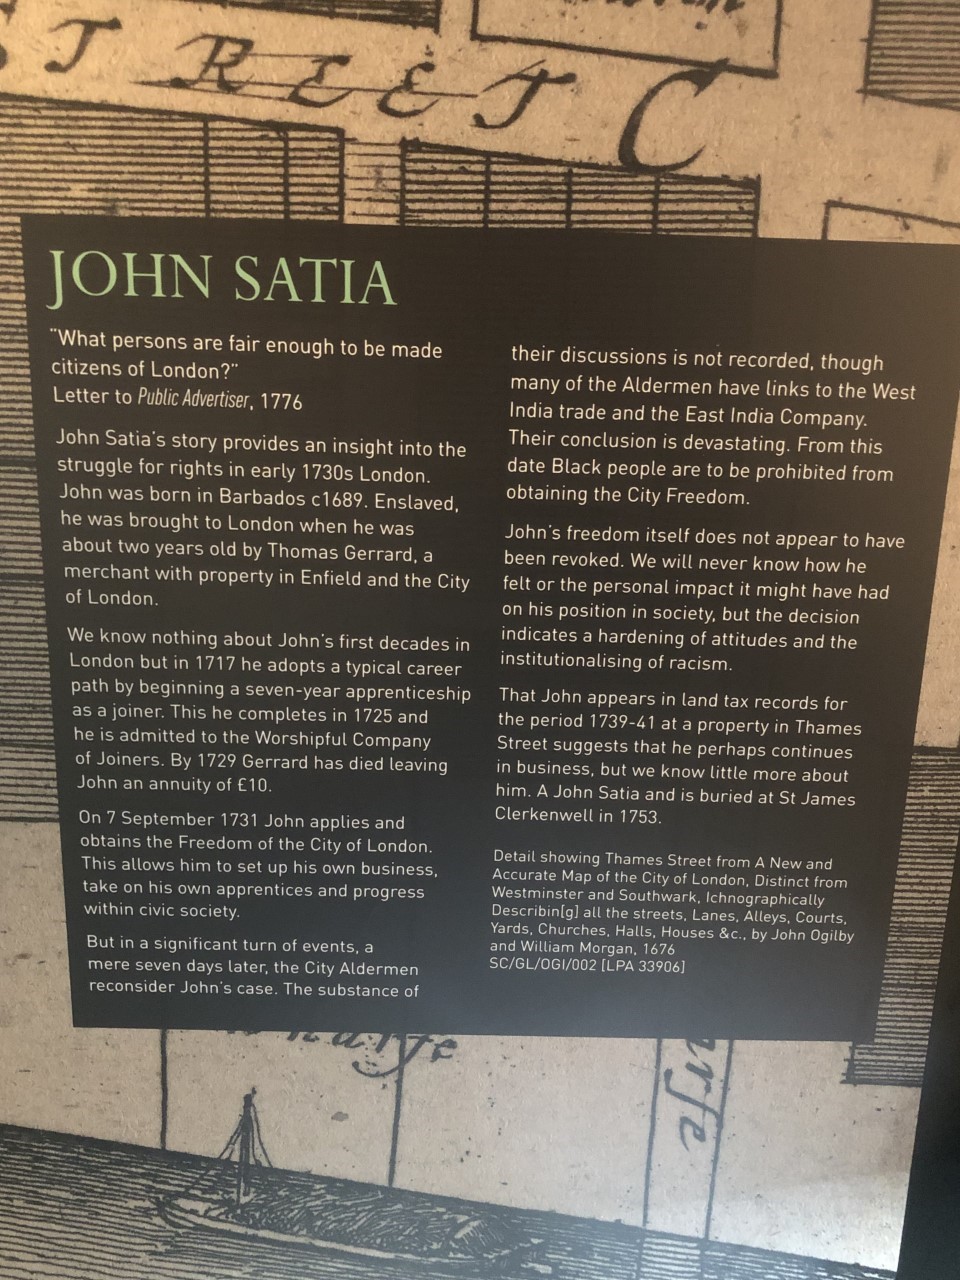 STREET C
JOHN SATIA
"What persons are fair enough to be made
citizens of London?"
Letter to Public Advertiser, 1776
John Satia's story provides an insight into the
struggle for rights in early 1730s London.
John was born in Barbados c1689. Enslaved,
he was brought to London when he was
about two years old by Thomas Gerrard, a
merchant with property in Enfield and the City
of London.
We know nothing about John's first decades in
London but in 1717 he adopts a typical career
path by beginning a seven-year apprenticeship
as a joiner. This he completes in 1725 and
he is admitted to the Worshipful Company
of Joiners. By 1729 Gerrard has died leaving
John an annuity of £10.
On 7 September 1731 John applies and
obtains the Freedom of the City of London.
This allows him to set up his own business,
take on his own apprentices and progress
within civic society.
But in a significant turn of events, a
mere seven days later, the City Aldermen
reconsider John's case. The substance of
their discussions is not recorded, though
many of the Aldermen have links to the West
India trade and the East India Company.
Their conclusion is devastating. From this
date Black people are to be prohibited from
obtaining the City Freedom.
John's freedom itself does not appear to have
been revoked. We will never know how he
felt or the personal impact it might have had
on his position in society, but the decision
indicates a hardening of attitudes and the
institutionalising of racism.
That John appears in land tax records for
the period 1739-41 at a property in Thames
Street suggests that he perhaps continues
in business, but we know little more about
him. A John Satia and is buried at St James
Clerkenwell in 1753.
Detail showing Thames Street from A New and
Accurate Map of the City of London, Distinct from
Westminster and Southwark, Ichnographically
Describin[g] all the streets, Lanes, Alleys, Courts,
Yards, Churches, Halls, Houses &c., by John Ogilby
and William Morgan, 1676
SC/GL/OGI/002 [LPA 33906]